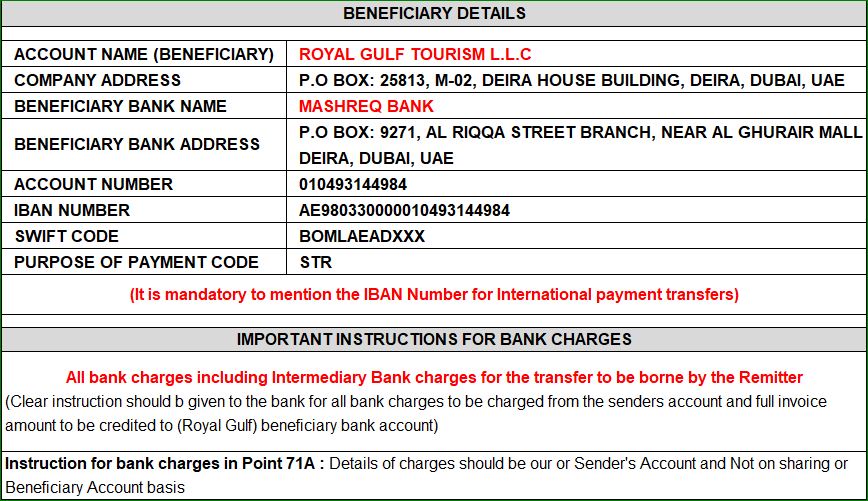 BENEFICIARY DETAILS
ACCOUNT NAME (BENEFICIARY) ROYAL GULF TOURISM L.L.C
COMPANY ADDRESS P.O BOX: 25813, M-02, DEIRA HOUSE BUILDING, DEIRA, DUBAI, UAE
BENEFICIARY BANK NAME MASHREQ BANK
BENEFICIARY BANK ADDRESS P.O BOX: 9271, AL RIQQA STREET BRANCH, NEAR AL GHURAIR MALL
DEIRA, DUBAI, UAE
ACCOUNT NUMBER 010493144984
IBAN NUMBER AE980330000010493144984
SWIFT CODE BOMLAEADXXX
PURPOSE OF PAYMENT CODE STR
(It is mandatory to mention the IBAN Number for International payment transfers)
IMPORTANT INSTRUCTIONS FOR BANK CHARGES
All bank charges including Intermediary Bank charges for the transfer to be borne by the Remitter
(Clear instruction should b given to the bank for all bank charges to be charged from the senders account and full invoice
amount to be credited to (Royal Gulf) beneficiary bank account)
Instruction for bank charges in Point 71A : Details of charges should be our or Sender's Account and Not on sharing or
Beneficiary Account basis